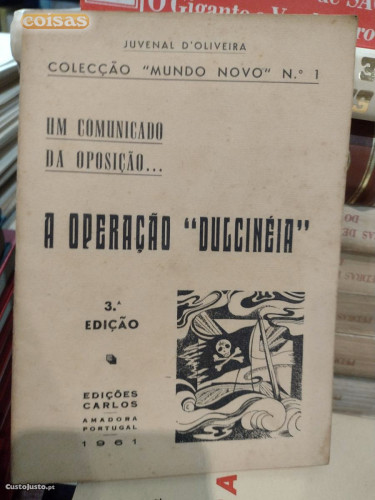 coisas
O Gigante
JUVENAL D'OLIVEIRA
COLECÇÃO "MUNDO NOVO" N.º 1
UM COMUNICADO
DA OPOSIÇÃO...
A OPERAÇÃO "DULCINÉIA"
3.ª
EDIÇÃO
EDIÇÕES
CARLOS
AMADORA
PORTUGAL
1961
CustoJusto.pt